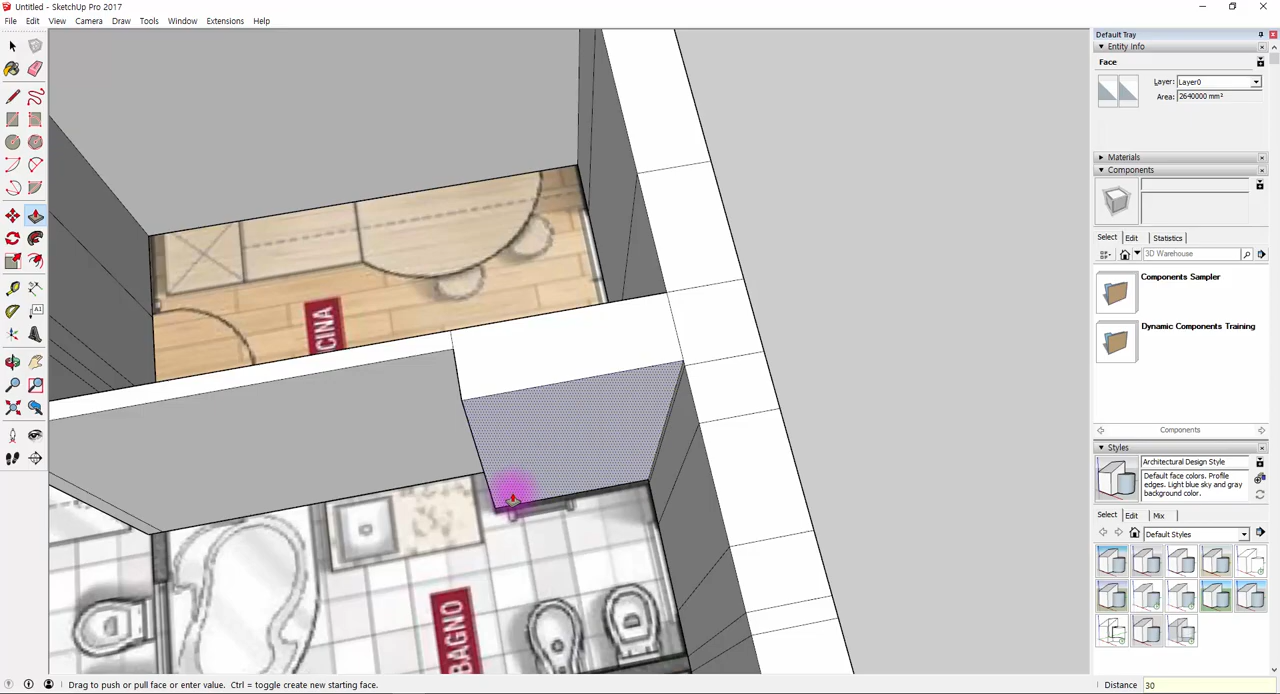 Untitled - SketchUp Pro 2017
File Edit View Camera Draw Tools Window Extensions Help
Default Tray
Entity Info
Face
Layer: Layer0
Area: 2640000 mm²
Materials
Components
Select Edit Statistics
3D Warehouse
Components Sampler
Dynamic Components Training
Components
Styles
Architectural Design Style
Default face colors. Profile edges. Light blue sky and gray background color.
Select Edit Mix
Default Styles
CINA
BAGNO
Drag to push or pull face or enter value. Ctrl = toggle create new starting face.
Distance 30